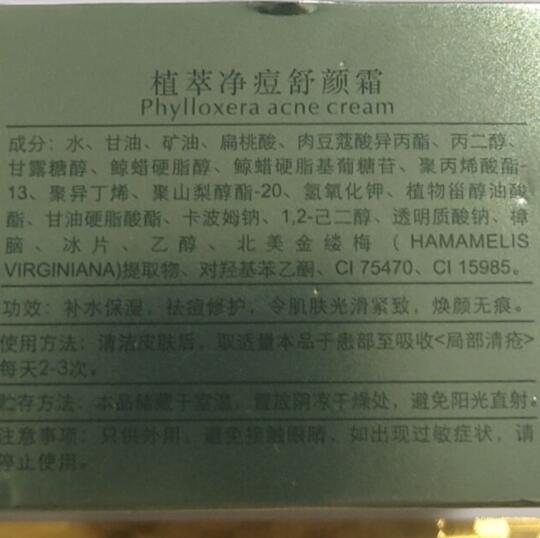 植萃净痘舒颜霜
Phylloxera acne cream
成分：水、甘油、矿油、扁桃酸、肉豆蔻酸异丙酯、丙二醇、
甘露糖醇、鲸蜡硬脂醇、鲸蜡硬脂基葡糖苷、聚丙烯酸酯-
13、聚异丁烯、聚山梨醇酯-20、氢氧化钾、植物甾醇油酸
酯、甘油硬脂酸酯、卡波姆钠、1,2-己二醇、透明质酸钠、樟
脑、冰片、乙醇、北美金缕梅（HAMAMELIS
VIRGINIANA)提取物、对羟基苯乙酮、CI 75470、CI 15985。
功效：补水保湿，祛痘修护，令肌肤光滑紧致，焕颜无痕。
使用方法：清洁皮肤后，取适量本品于患部至吸收<局部清疮>
每天2-3次。
贮存方法：本品储藏于室温，置放阴凉干燥处，避免阳光直射。
注意事项：只供外用，避免接触眼睛，如出现过敏症状，请
停止使用。